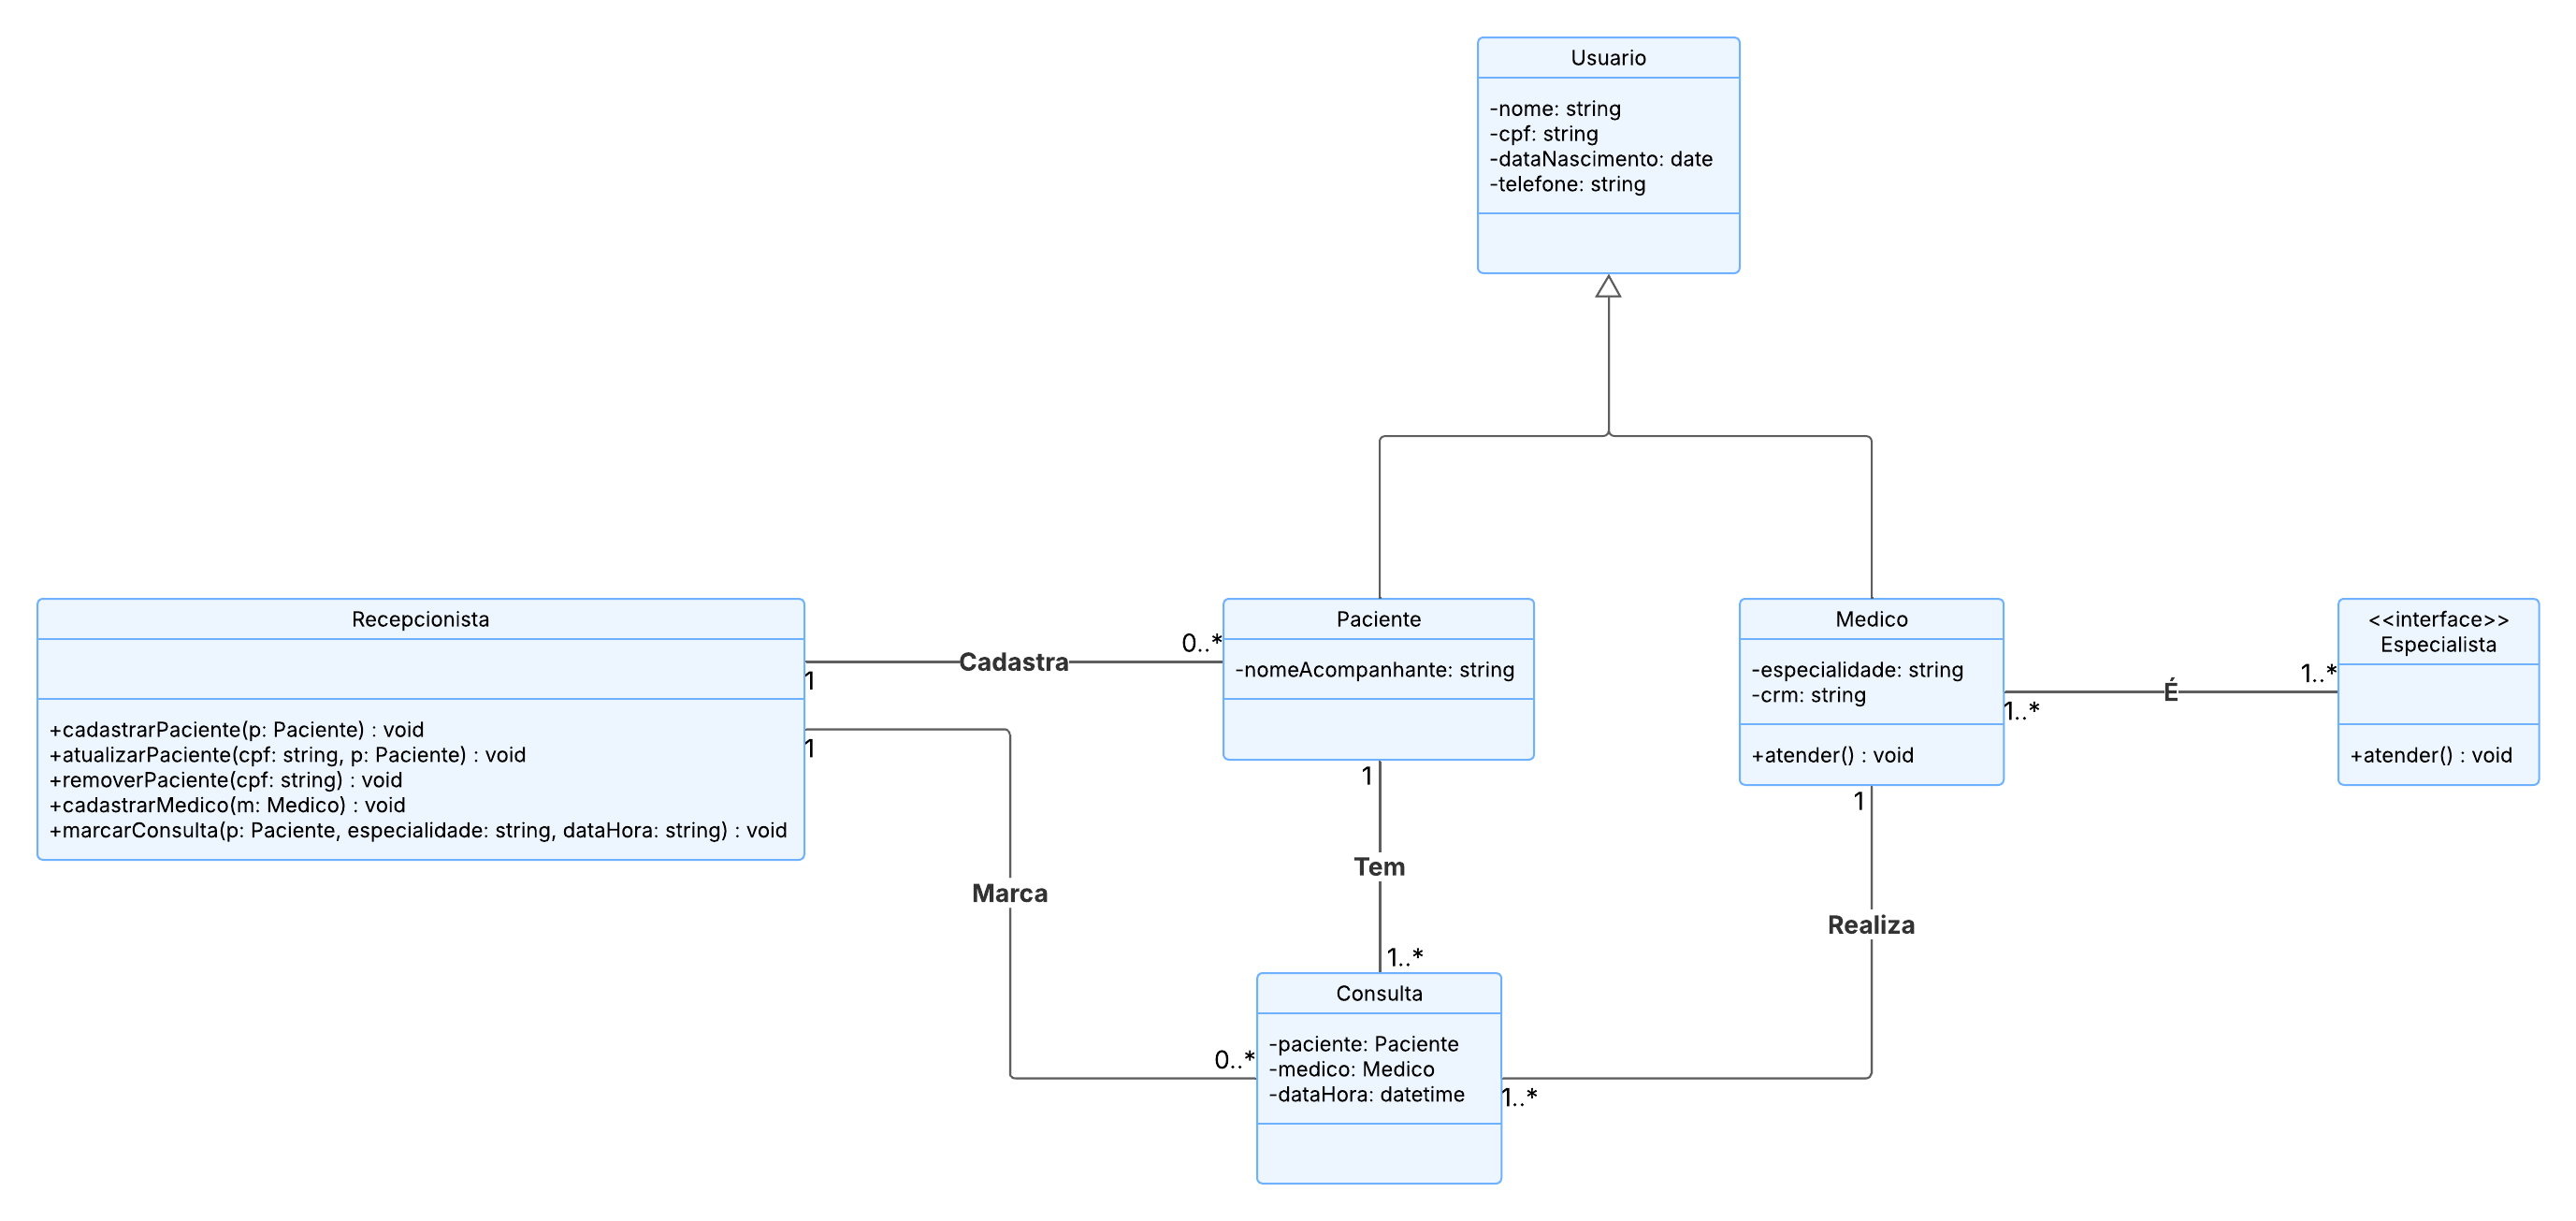 Usuario
-nome: string
-cpf: string
-dataNascimento: date
-telefone: string
Recepcionista
+cadastrarPaciente(p: Paciente) : void
+atualizarPaciente(cpf: string, p: Paciente) : void
+removerPaciente(cpf: string) : void
+cadastrarMedico(m: Medico) : void
+marcarConsulta(p: Paciente, especialidade: string, dataHora: string) : void
1
Cadastra
0..*
1
Marca
0..*
Paciente
-nomeAcompanhante: string
1
Tem
1..*
Medico
-especialidade: string
-crm: string
+atender() : void
1..*
É
1..*
<<interface>>
Especialista
+atender() : void
1
Realiza
1..*
Consulta
-paciente: Paciente
-medico: Medico
-dataHora: datetime